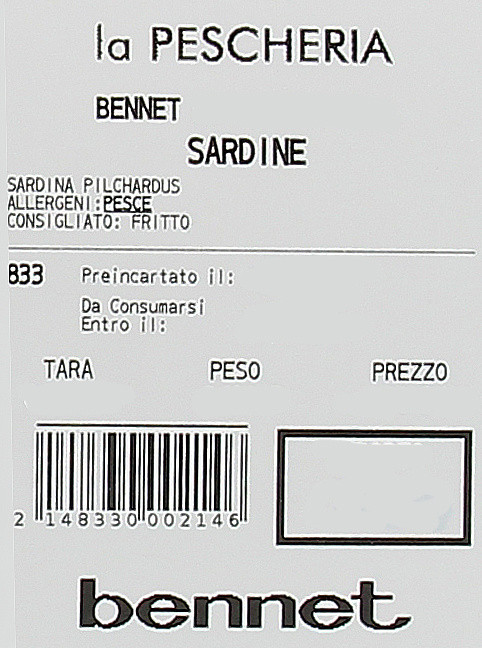 la PESCHERIA
BENNET
SARDINE
SARDINA PILCHARDUS
ALLERGENI:PESCE
CONSIGLIATO: FRITTO
833 Preincartato il:
Da Consumarsi
Entro il:
TARA PESO PREZZO
2 148330 002146
bennet